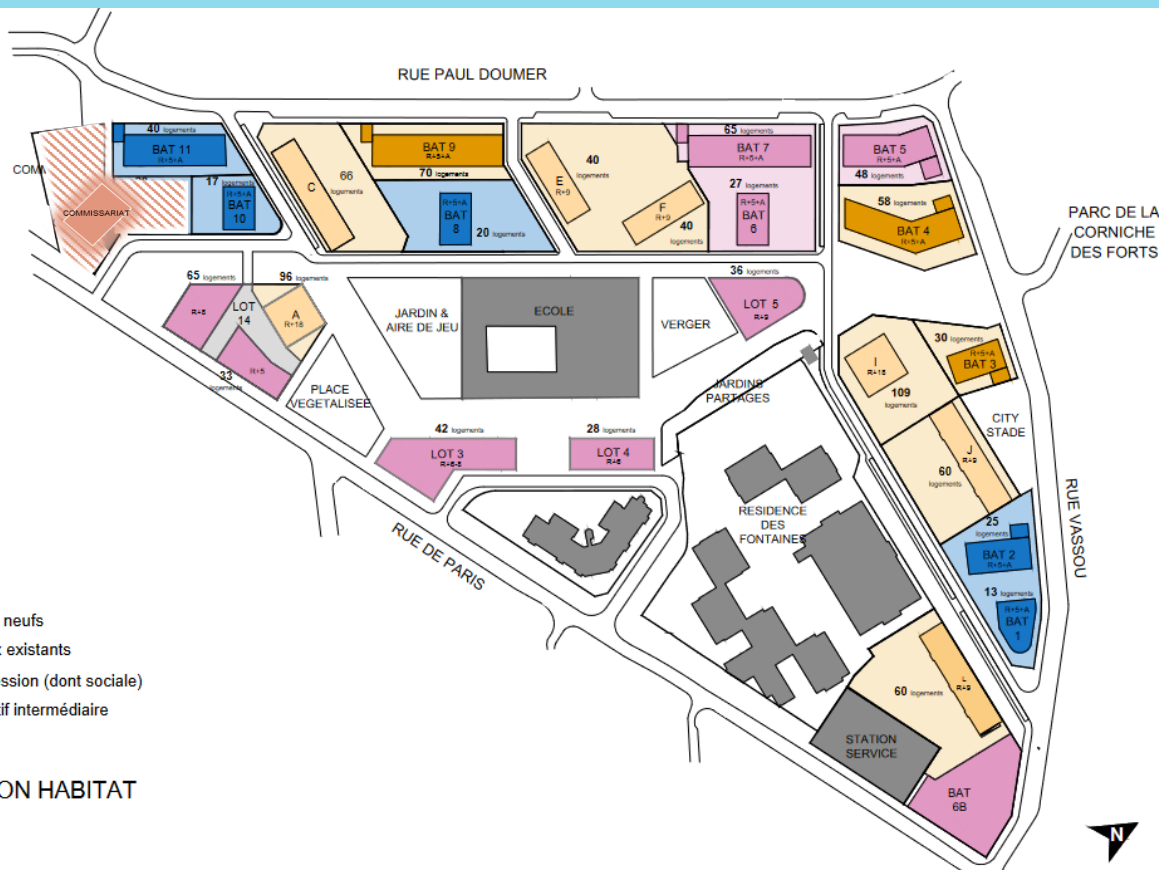 RUE PAUL DOUMER
40 logements
BAT 11
R+5+A
17 logements
R+5+A
BAT
10
COMMISSARIAT
C
66
logements
BAT 9
R+5+A
70 logements
R+5+A
BAT
8
20 logements
E
R+9
40
logements
F
R+9
40
logements
65 logements
BAT 7
R+5+A
27 logements
R+5+A
BAT
6
BAT 5
R+5+A
48 logements
58 logements
BAT 4
R+5+A
PARC DE LA
CORNICHE
DES FORTS
65 logements
LOT
14
R+5
33
logements
96 logements
A
R+18
PLACE
VEGETALISEE
JARDIN &
AIRE DE JEU
ECOLE
VERGER
36 logements
LOT 5
R+9
JARDINS
PARTAGES
I
109
logements
30 logements
R+5+A
BAT 3
CITY
STADE
J
R+9
60
logements
25
logements
BAT 2
R+5+A
13 logements
R+5+A
BAT
1
RUE VASSOU
42 logements
LOT 3
28 logements
LOT 4
R+6
RUE DE PARIS
RESIDENCE
DES
FONTAINES
60 logements
L
R+9
STATION
SERVICE
BAT
6B
neufs
existants
ssion (dont sociale)
if intermédiaire
ON HABITAT
N